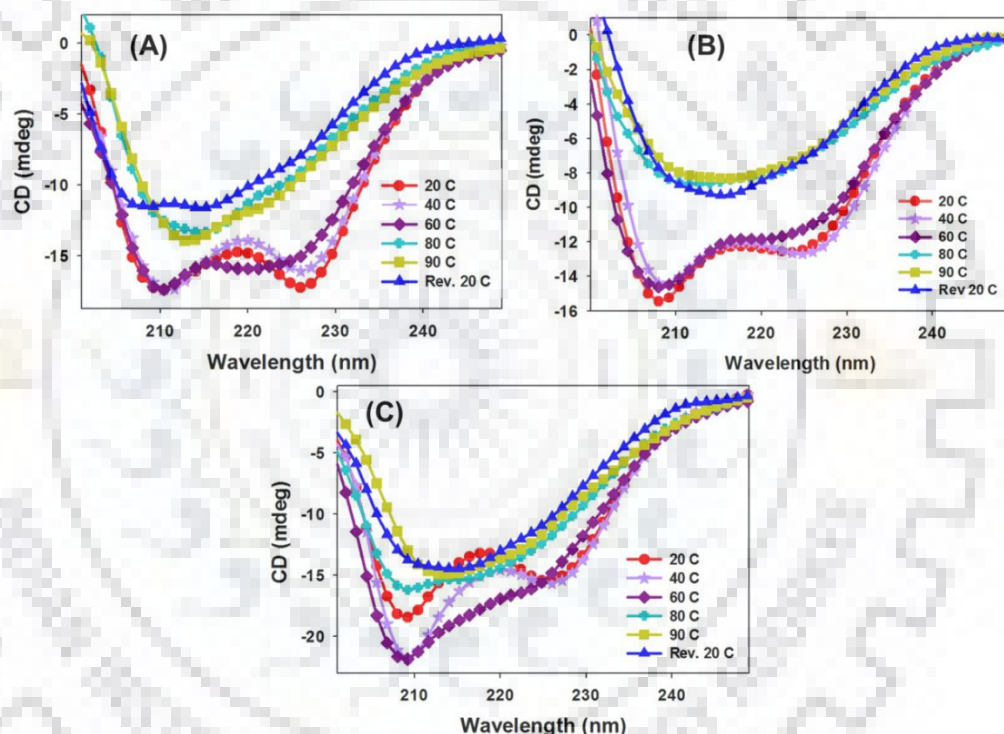 (A)
0
-5
-10
-15
CD (mdeg)
20 C
40 C
60 C
80 C
90 C
Rev. 20 C
210 220 230 240
Wavelength (nm)
(B)
0
-2
-4
-6
-8
-10
-12
-14
-16
CD (mdeg)
20 C
40 C
60 C
80 C
90 C
Rev 20 C
210 220 230 240
Wavelength (nm)
(C)
0
-5
-10
-15
-20
CD (mdeg)
20 C
40 C
60 C
80 C
90 C
Rev. 20 C
210 220 230 240
Wavelength (nm)